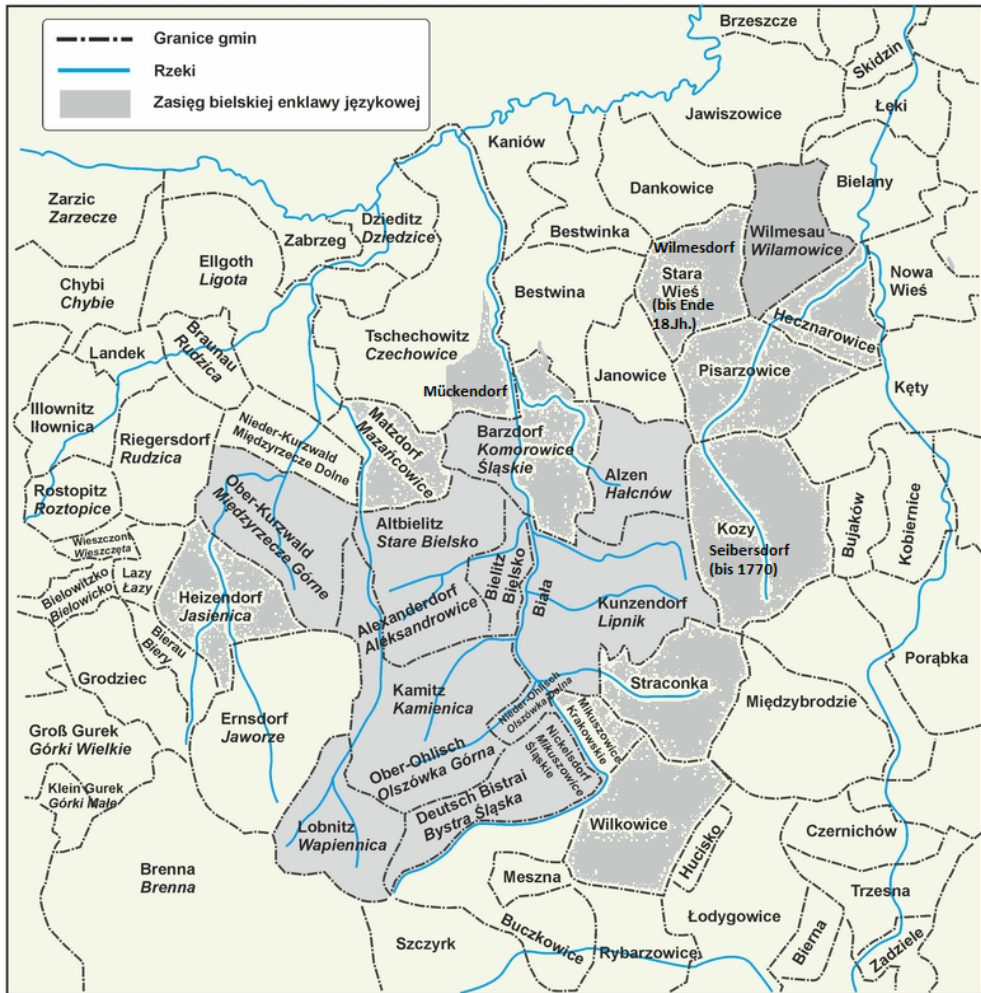 Granice gmin
Rzeki
Zasięg bielskiej enklawy językowej
Brzeszcze
Skidzin
Łęki
Jawiszowice
Kaniów
Bielany
Dankowice
Zarzic
Zarzecze
Dzieditz
Dziedzice
Zabrzeg
Bestwinka
Wilmesdorf
Stara
Wieś
(bis Ende
18.Jh.)
Wilmesau
Wilamowice
Ellgoth
Ligota
Chybi
Chybie
Bestwina
Nowa
Wieś
Hecznarowice
Tschechowitz
Czechowice
Braunau
Rudzica
Landek
Janowice
Pisarzowice
Kęty
Mückendorf
Illownitz
Iłownica
Riegersdorf
Rudzica
Nieder-Kurzwald
Międzyrzecze Dolne
Matzdorf
Mazańcowice
Barzdorf
Komorowice
Śląskie
Alzen
Hałcnów
Rostopitz
Roztopice
Ober-Kurzwald
Międzyrzecze Górne
Altbielitz
Stare Bielsko
Bielitz
Bielsko
Biała
Kozy
Seibersdorf
(bis 1770)
Bujaków
Kobiernice
Wieszczont
Wieszczęta
Bielowitzko
Bielowicko
Lazy
Łazy
Heizendorf
Jasienica
Alexanderdorf
Aleksandrowice
Kunzendorf
Lipnik
Bierau
Biery
Porąbka
Grodziec
Kamitz
Kamienica
Nieder-Ohlisch
Olszówka Dolna
Straconka
Międzybrodzie
Ernsdorf
Jaworze
Groß Gurek
Górki Wielkie
Ober-Ohlisch
Olszówka Górna
Nickelsdorf
Mikuszowice
Śląskie
Mikuszowice
Krakowskie
Klein Gurek
Górki Małe
Deutsch Bistrai
Bystra Śląska
Lobnitz
Wapiennica
Wilkowice
Hucisko
Czernichów
Brenna
Brenna
Meszna
Trzesna
Łodygowice
Szczyrk
Buczkowice
Rybarzowice
Bierna
Zadziele